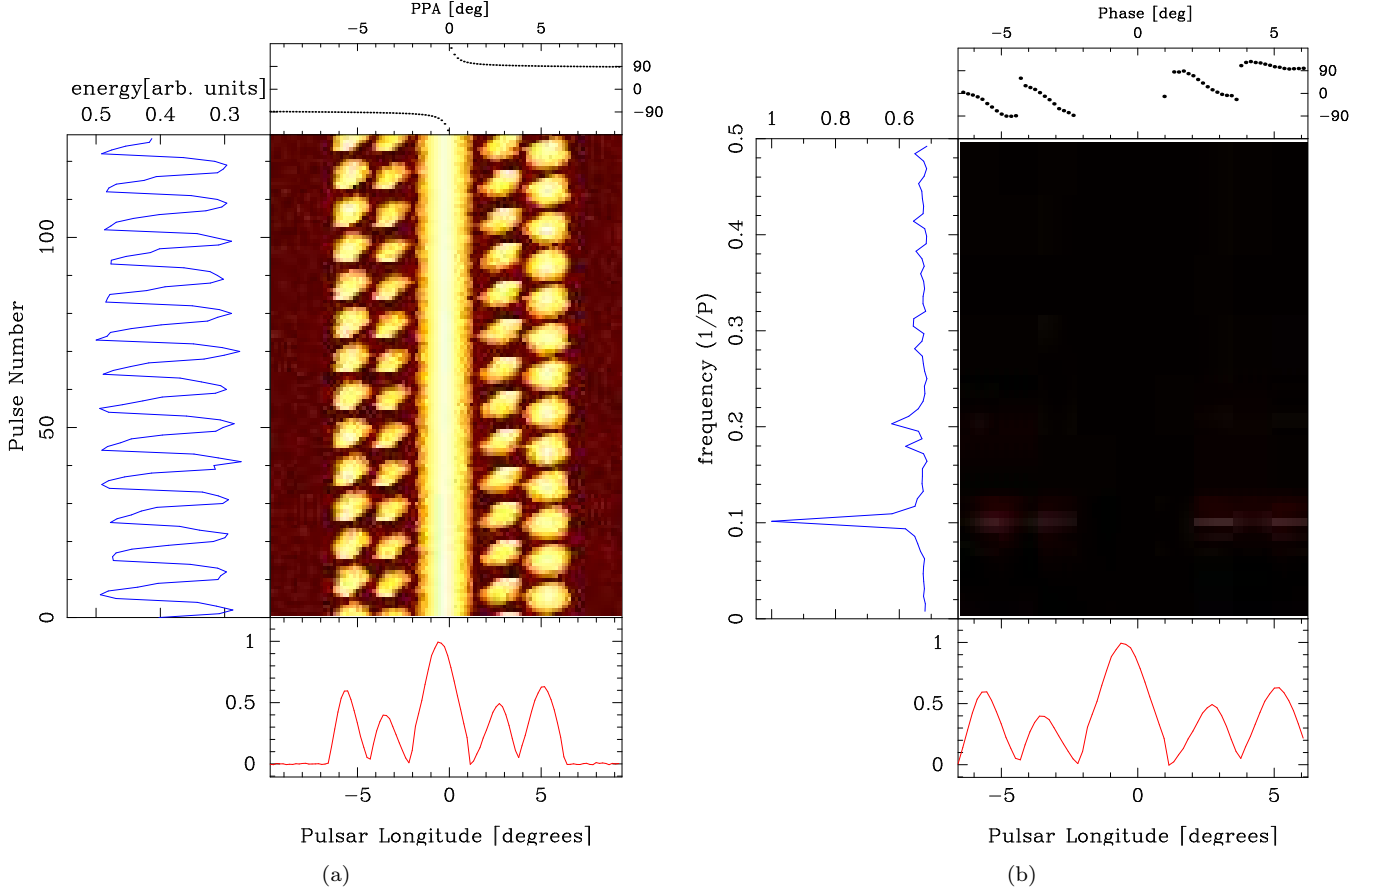 PPA [deg]
−5 0 5
90
0
−90
energy[arb. units]
0.5 0.4 0.3
Pulse Number
0 50 100
1
0.5
0
−5 0 5
Pulsar Longitude [degrees]
(a)
Phase [deg]
−5 0 5
90
0
−90
1 0.8 0.6
frequency (1/P)
0 0.1 0.2 0.3 0.4 0.5
1
0.5
0
−5 0 5
Pulsar Longitude [degrees]
(b)